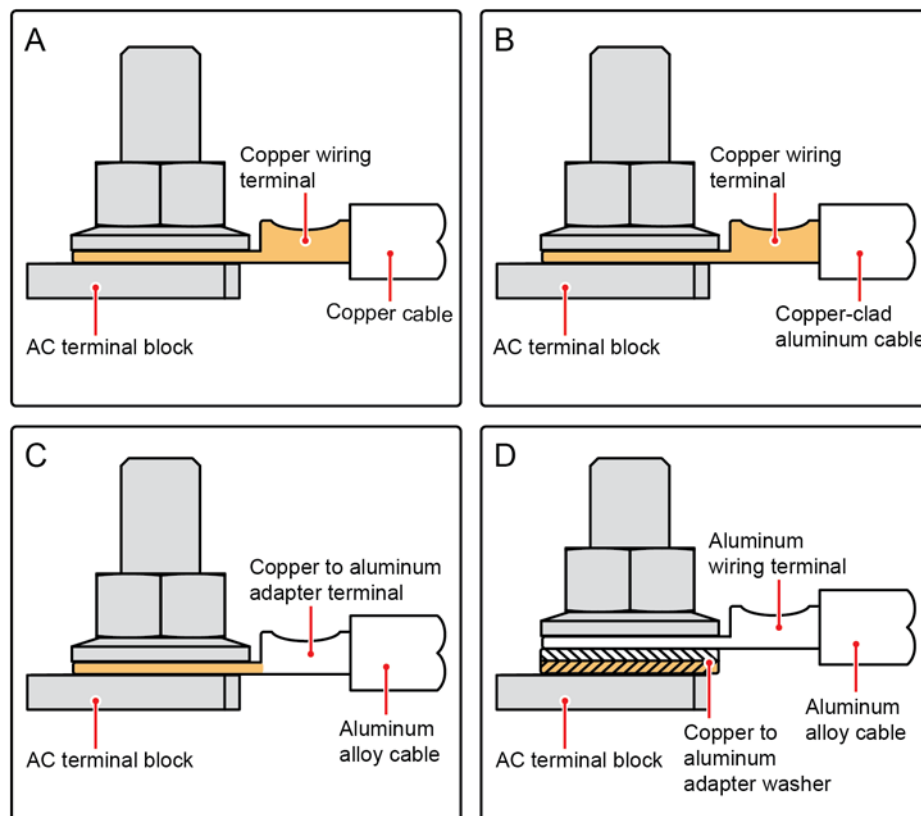 A
Copper wiring
terminal
Copper cable
AC terminal block
B
Copper wiring
terminal
Copper-clad
aluminum cable
AC terminal block
C
Copper to aluminum
adapter terminal
Aluminum
alloy cable
AC terminal block
D
Aluminum
wiring terminal
Aluminum
alloy cable
Copper to
aluminum
adapter washer
AC terminal block